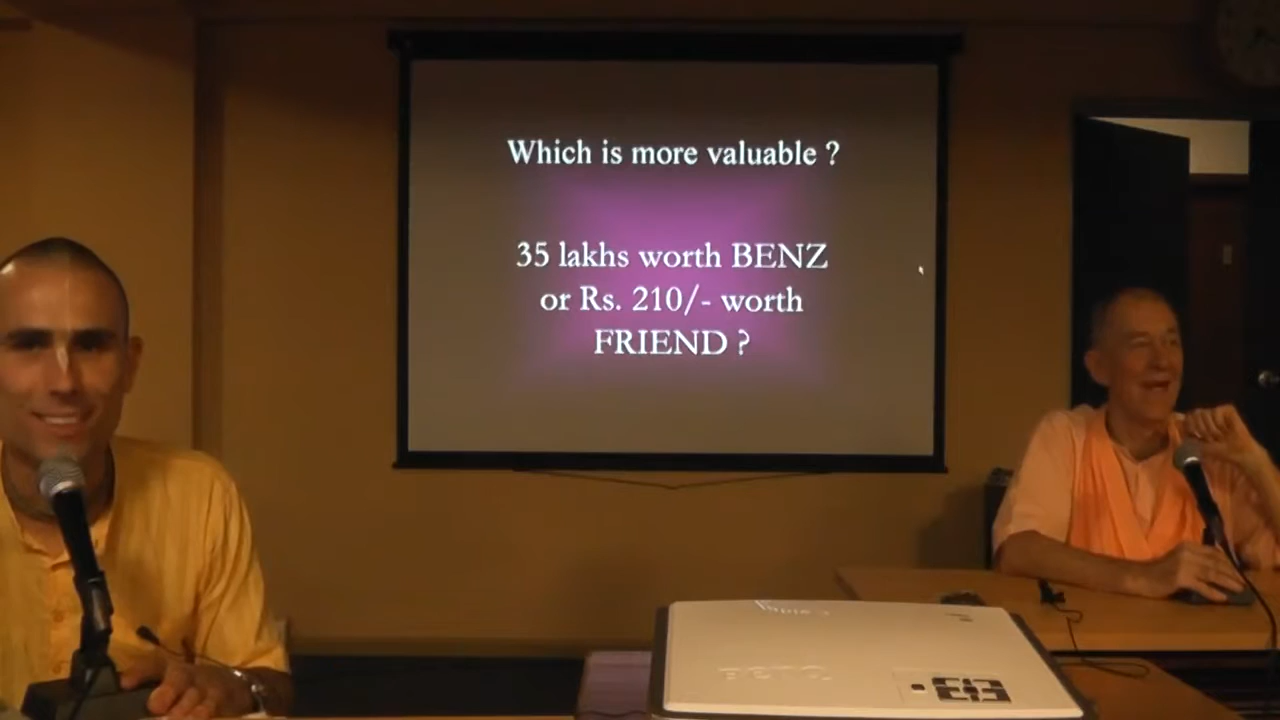 Which is more valuable ?
35 lakhs worth BENZ
or Rs. 210/- worth
FRIEND ?